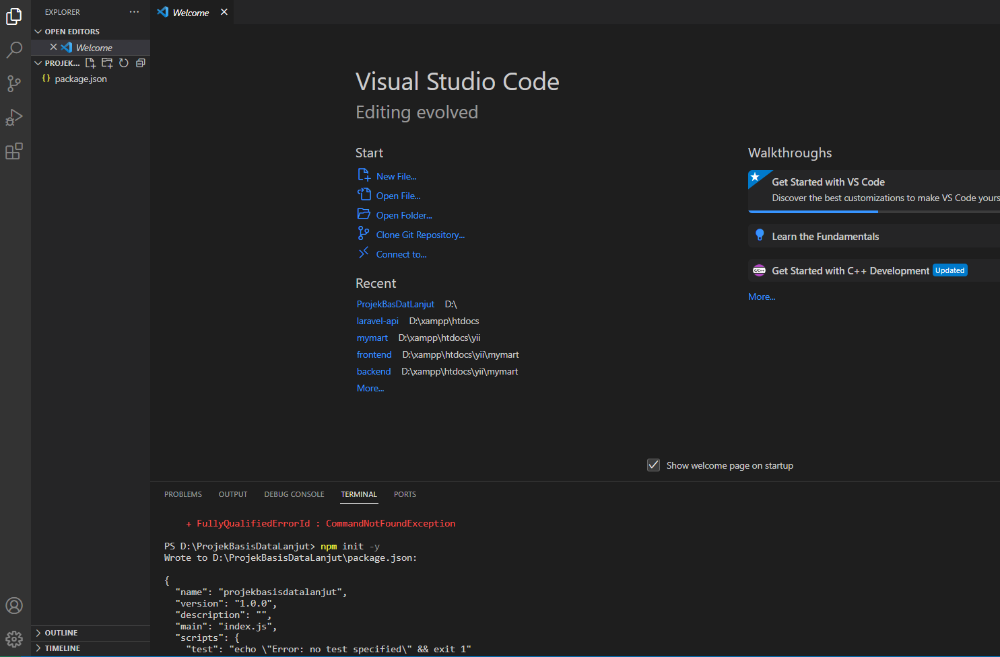 EXPLORER
OPEN EDITORS
Welcome
PROJEK...
package.json
OUTLINE
TIMELINE
Welcome
Visual Studio Code
Editing evolved
Start
New File...
Open File...
Open Folder...
Clone Git Repository...
Connect to...
Recent
ProjekBasDatLanjut D:\
laravel-api D:\xampp\htdocs
mymart D:\xampp\htdocs\yii
frontend D:\xampp\htdocs\yii\mymart
backend D:\xampp\htdocs\yii\mymart
More...
Walkthroughs
Get Started with VS Code
Discover the best customizations to make VS Code yours
Learn the Fundamentals
C/C++ Get Started with C++ Development Updated
More...
Show welcome page on startup
PROBLEMS OUTPUT DEBUG CONSOLE TERMINAL PORTS
+ FullyQualifiedErrorId : CommandNotFoundException
PS D:\ProjekBasisDataLanjut> npm init -y
Wrote to D:\ProjekBasisDataLanjut\package.json:
{
"name": "projekbasisdatalanjut",
"version": "1.0.0",
"description": "",
"main": "index.js",
"scripts": {
"test": "echo \"Error: no test specified\" && exit 1"